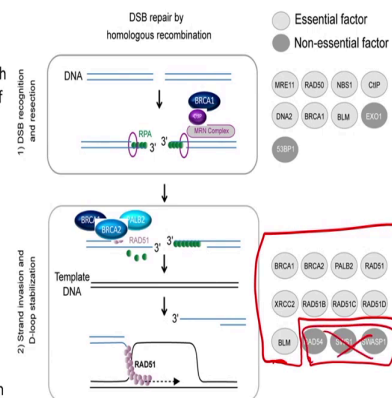 DSB repair by
homologous recombination
Essential factor
Non-essential factor
1) DSB recognition
and resection
DNA
BRCA1
MRN Complex
RPA
3'
3'
MRE11 RAD50 NBS1 CtIP
DNA2 BRCA1 BLM EXO1
53BP1
2) Strand invasion and
D-loop stabilization
PALB2
BRCA2
RAD51
3'
3'
Template
DNA
3'
RAD51
BRCA1 BRCA2 PALB2 RAD51
XRCC2 RAD51B RAD51C RAD51D
BLM